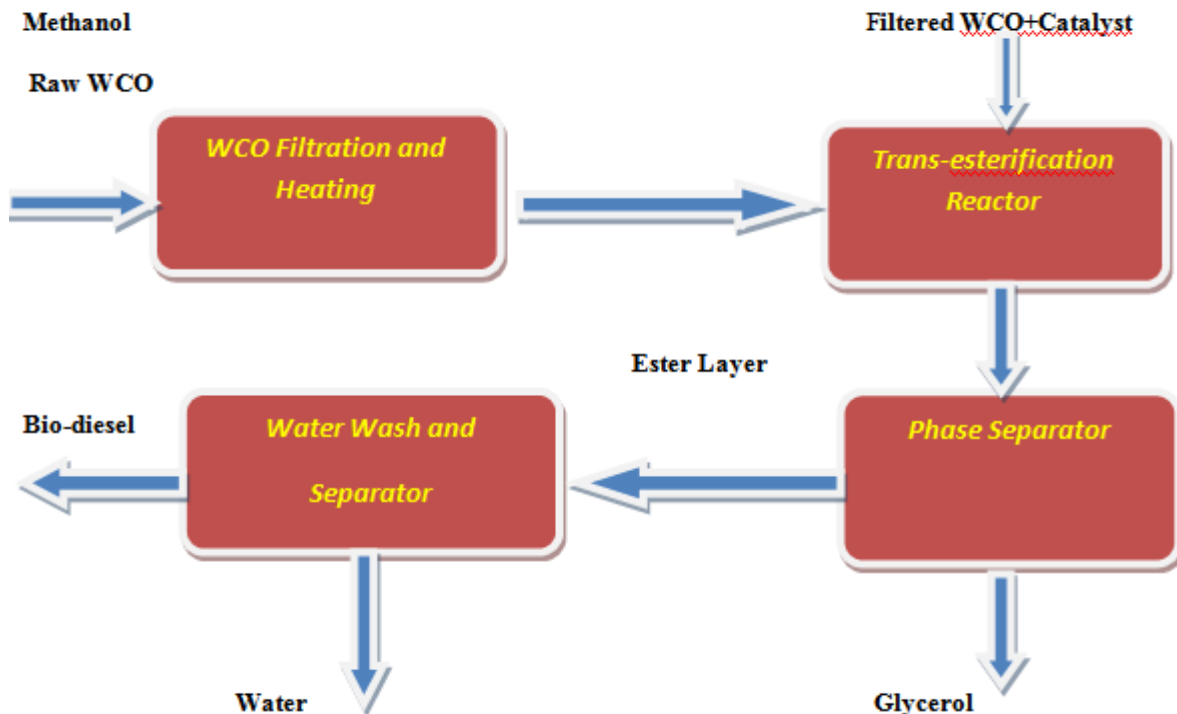 Methanol
Filtered WCO+Catalyst
Raw WCO
WCO Filtration and
Heating
Trans-esterification
Reactor
Ester Layer
Bio-diesel
Water Wash and
Separator
Phase Separator
Water
Glycerol